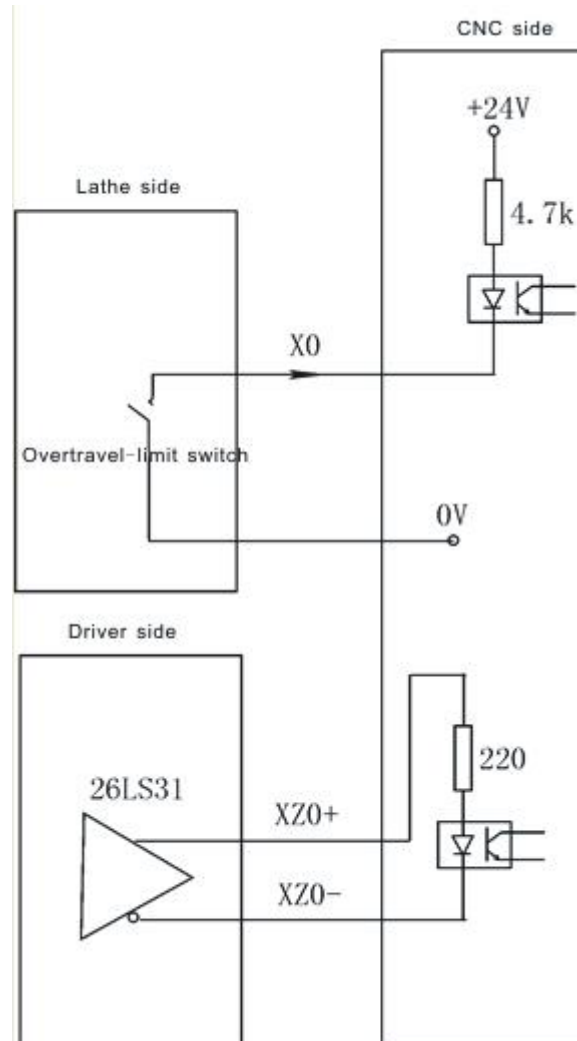 CNC side
+24V
Lathe side
4.7k
X0
Overtravel-limit switch
0V
Driver side
220
26LS31
XZ0+
XZ0-